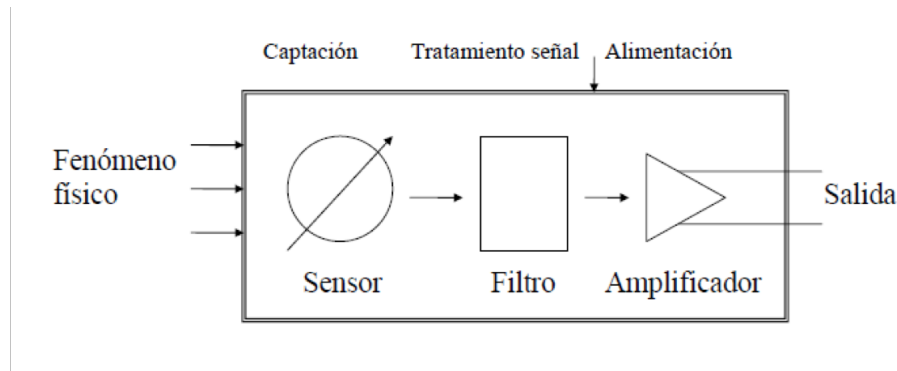 Captación
Tratamiento señal
Alimentación
Fenómeno
físico
Salida
Sensor
Filtro
Amplificador